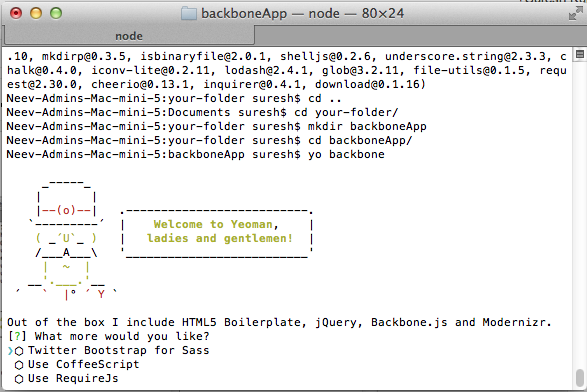 backboneApp — node — 80×24
node
.10, mkdirp@0.3.5, isbinaryfile@2.0.1, shelljs@0.2.6, underscore.string@2.3.3, c
halk@0.4.0, iconv-lite@0.2.11, lodash@2.4.1, glob@3.2.11, file-utils@0.1.5, requ
est@2.30.0, cheerio@0.13.1, inquirer@0.4.1, download@0.1.16)
Neev-Admins-Mac-mini-5:your-folder suresh$ cd ..
Neev-Admins-Mac-mini-5:Documents suresh$ cd your-folder/
Neev-Admins-Mac-mini-5:your-folder suresh$ mkdir backboneApp
Neev-Admins-Mac-mini-5:your-folder suresh$ cd backboneApp/
Neev-Admins-Mac-mini-5:backboneApp suresh$ yo backbone
Welcome to Yeoman,
ladies and gentlemen!
Out of the box I include HTML5 Boilerplate, jQuery, Backbone.js and Modernizr.
[?] What more would you like?
❯⬡ Twitter Bootstrap for Sass
⬡ Use CoffeeScript
⬡ Use RequireJs